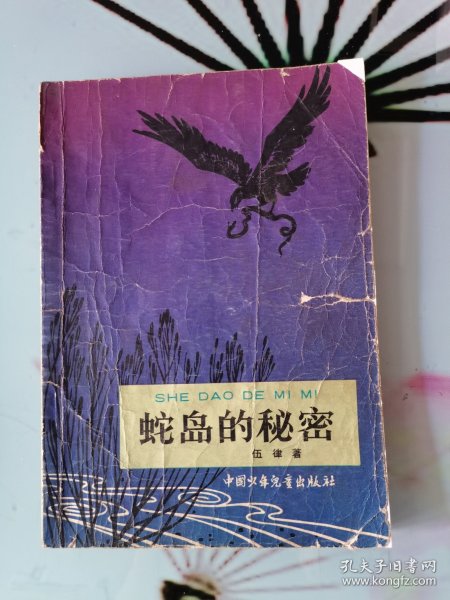 SHE DAO DE MI MI
蛇岛的秘密
伍律著
中国少年儿童出版社
孔夫子旧书网
www.kongfz.com